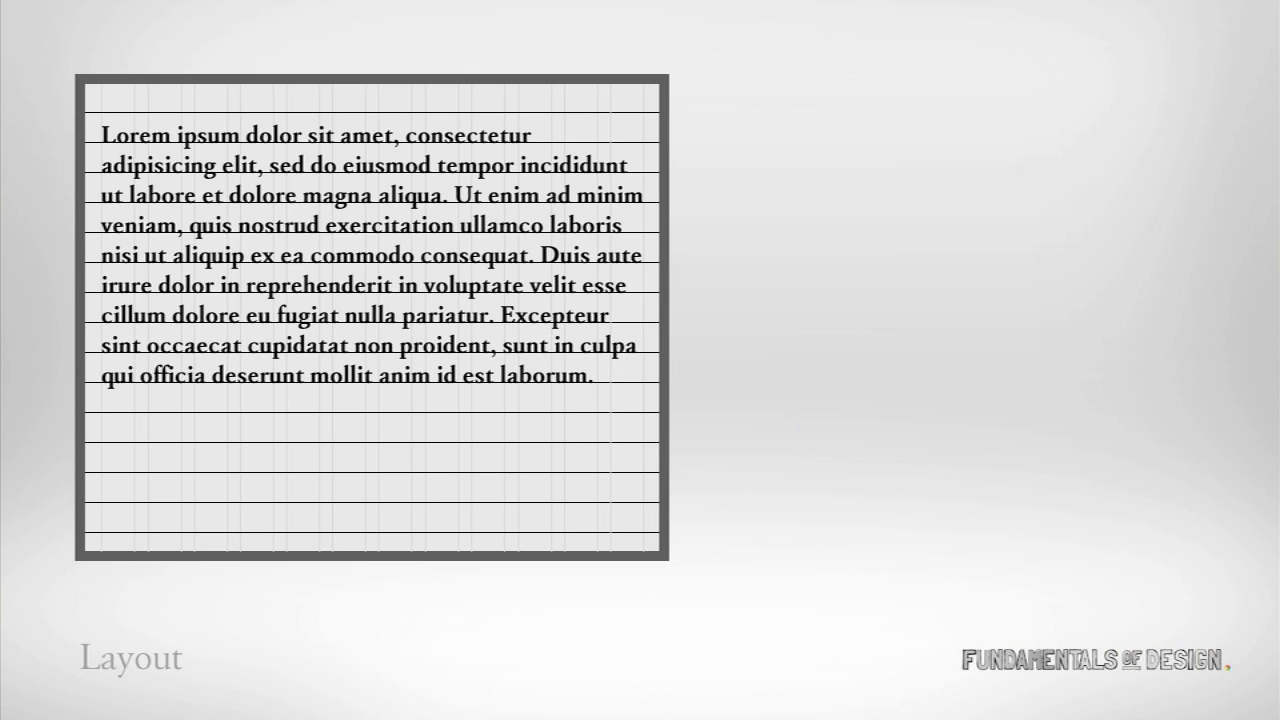 Lorem ipsum dolor sit amet, consectetur
adipisicing elit, sed do eiusmod tempor incididunt
ut labore et dolore magna aliqua. Ut enim ad minim
veniam, quis nostrud exercitation ullamco laboris
nisi ut aliquip ex ea commodo consequat. Duis aute
irure dolor in reprehenderit in voluptate velit esse
cillum dolore eu fugiat nulla pariatur. Excepteur
sint occaecat cupidatat non proident, sunt in culpa
qui officia deserunt mollit anim id est laborum.
Layout
FUNDAMENTALS OF DESIGN.